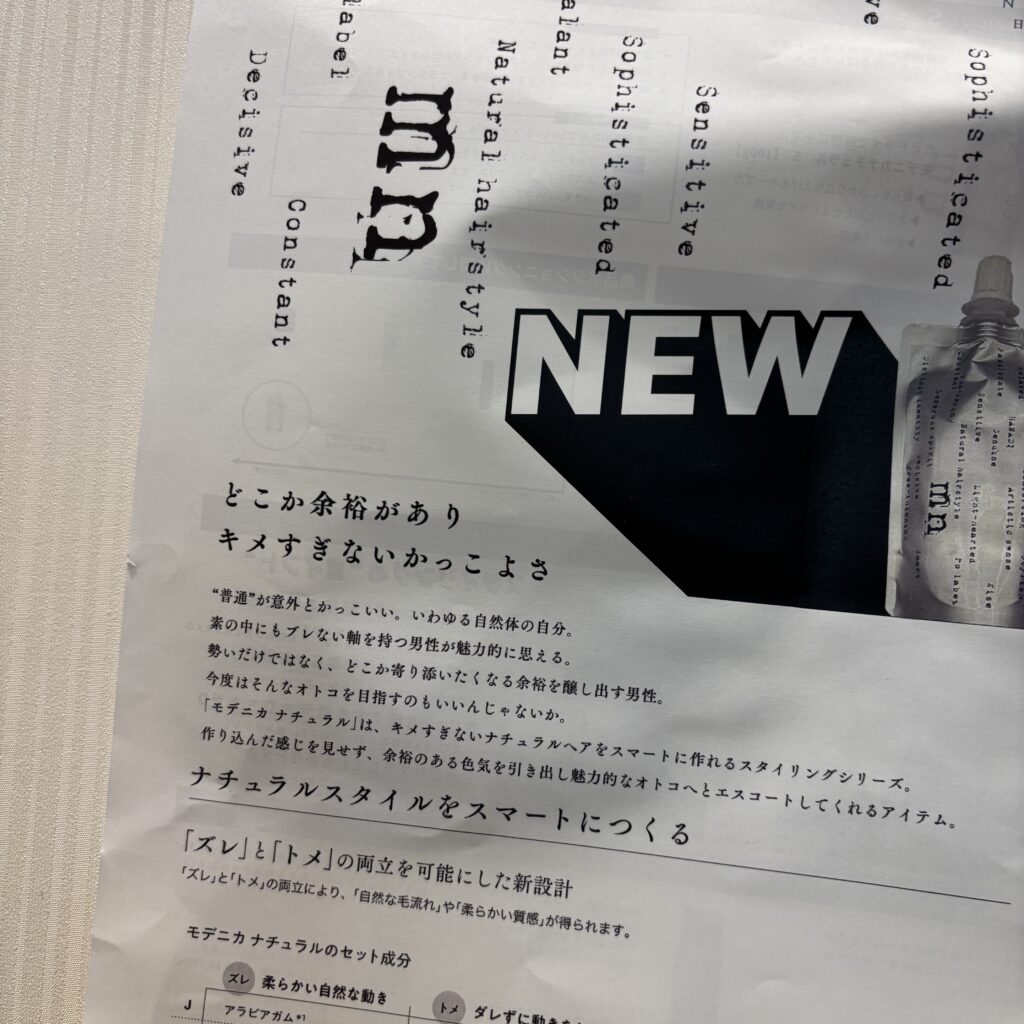 Decisive
Constant
label
mn
Natural hairstyle
Sophisticated
Sensitive
Sophisticated
NEW
mn
Natural hairstyle
どこか余裕があり
キメすぎないかっこよさ
“普通”が意外とかっこいい。いわゆる自然体の自分。
素の中にもブレない軸を持つ男性が魅力的に思える。
勢いだけではなく、どこか寄り添いたくなる余裕を醸し出す男性。
今度はそんなオトコを目指すのもいいんじゃないか。
「モデニカ ナチュラル」は、キメすぎないナチュラルヘアをスマートに作れるスタイリングシリーズ。
作り込んだ感じを見せず、余裕のある色気を引き出し魅力的なオトコへとエスコートしてくれるアイテム。
ナチュラルスタイルをスマートにつくる
「ズレ」と「トメ」の両立を可能にした新設計
「ズレ」と「トメ」の両立により、「自然な毛流れ」や「柔らかい質感」が得られます。
モデニカ ナチュラルのセット成分
ズレ 柔らかい自然な動き
トメ ダレずに動きを
J アラビアガム*1